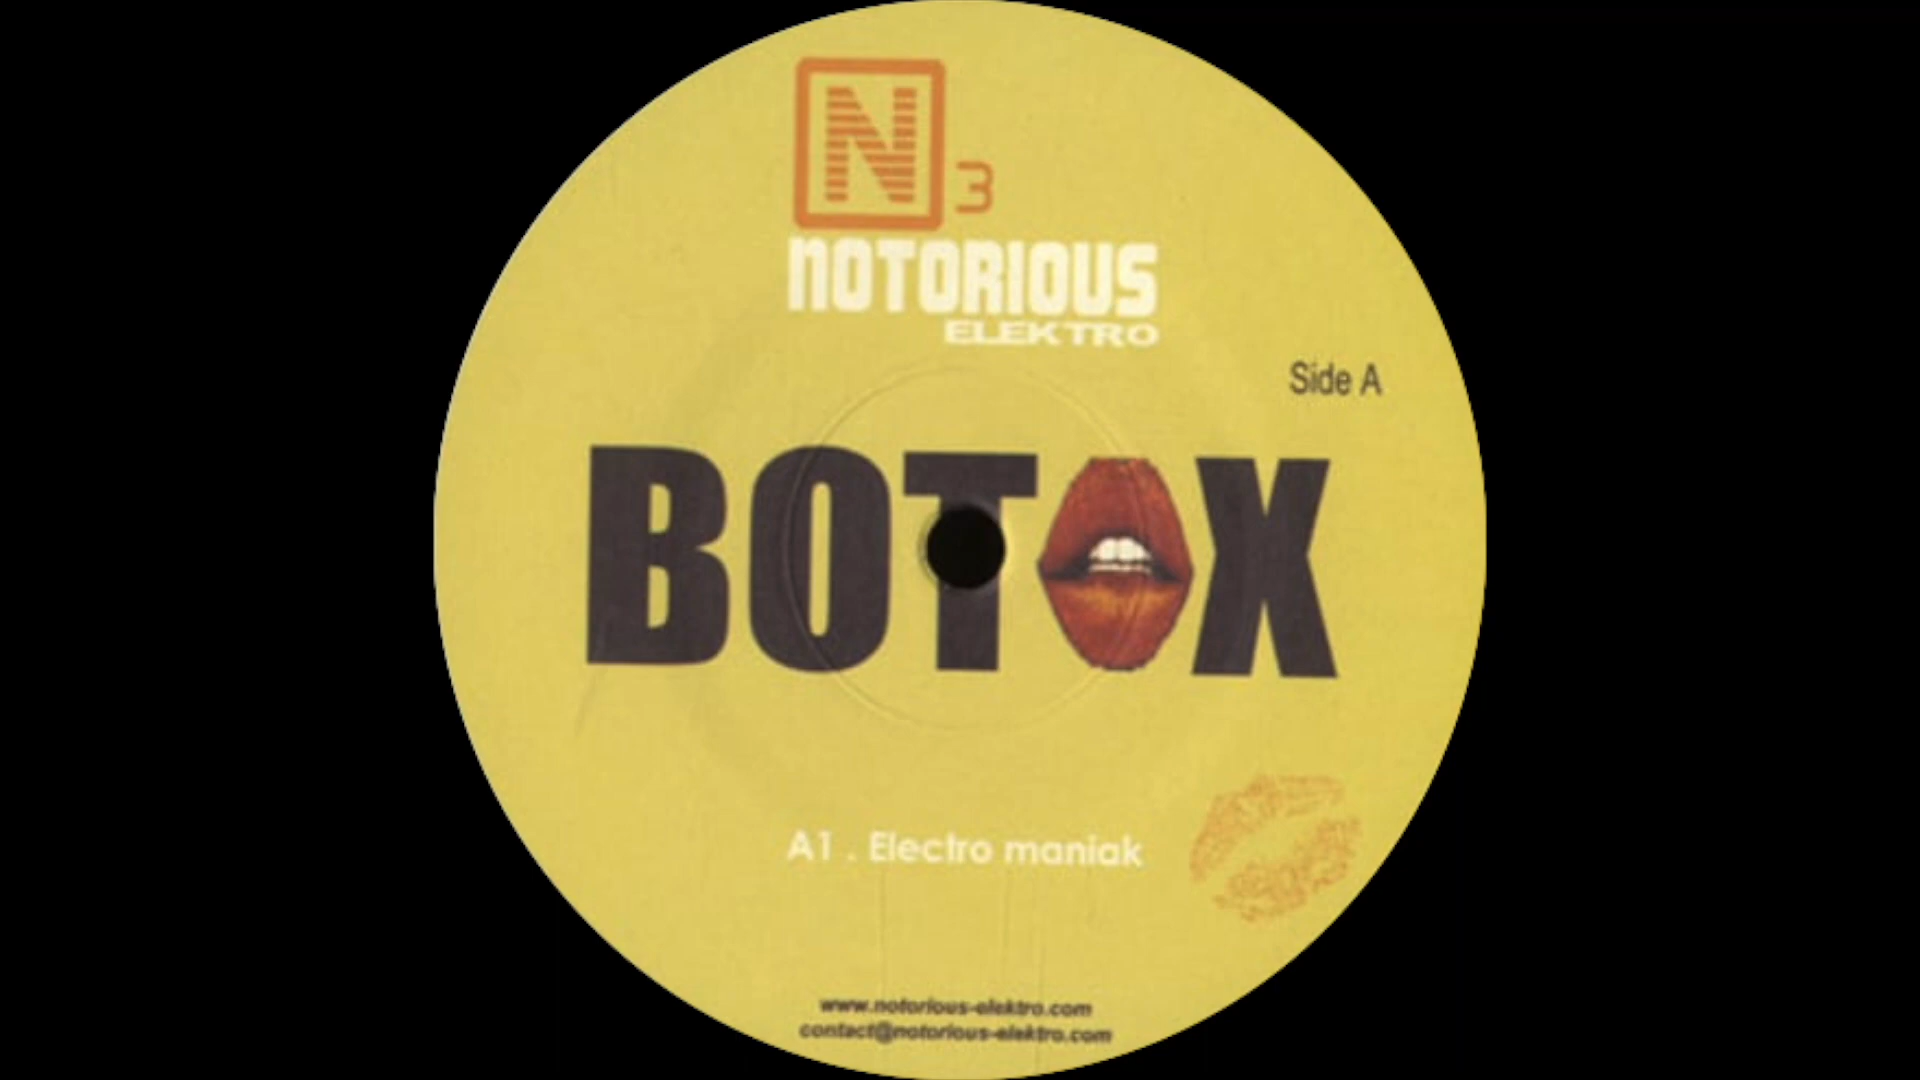 N 3
NOTORIOUS
ELEKTRO
Side A
BOTOX
A1 . Electro maniak
www.notorious-elektro.com
contact@notorious-elektro.com